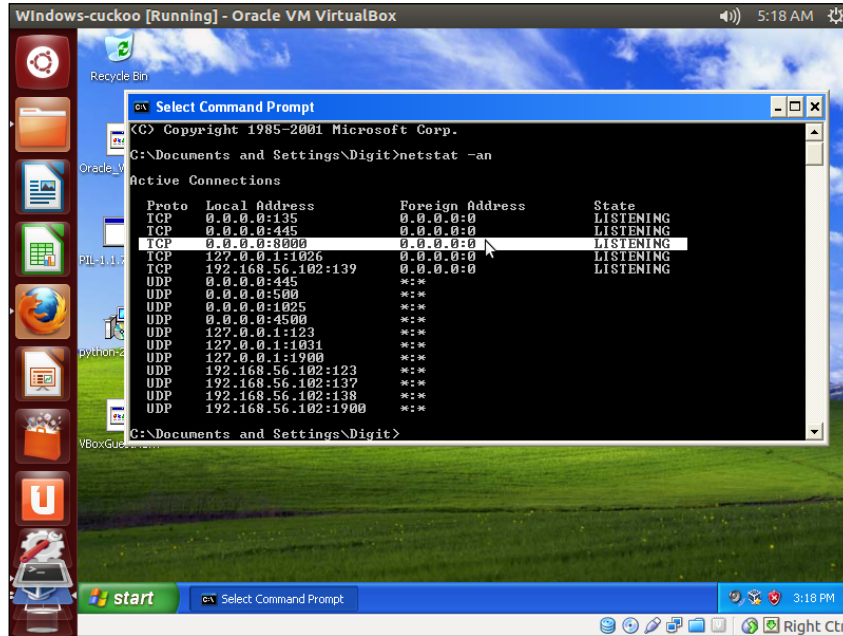 WIndows-cuckoo [Running] - Oracle VM VirtualBox
5:18 AM
Recycle Bin
Select Command Prompt
(C) Copyright 1985-2001 Microsoft Corp.
C:\Documents and Settings\Digit>netstat -an
Active Connections
Proto Local Address Foreign Address State
TCP 0.0.0.0:135 0.0.0.0:0 LISTENING
TCP 0.0.0.0:445 0.0.0.0:0 LISTENING
TCP 0.0.0.0:8000 0.0.0.0:0 LISTENING
TCP 127.0.0.1:1026 0.0.0.0:0 LISTENING
TCP 192.168.56.102:139 0.0.0.0:0 LISTENING
UDP 0.0.0.0:445 *:*
UDP 0.0.0.0:500 *:*
UDP 0.0.0.0:1025 *:*
UDP 0.0.0.0:4500 *:*
UDP 127.0.0.1:123 *:*
UDP 127.0.0.1:1031 *:*
UDP 127.0.0.1:1900 *:*
UDP 192.168.56.102:123 *:*
UDP 192.168.56.102:137 *:*
UDP 192.168.56.102:138 *:*
UDP 192.168.56.102:1900 *:*
C:\Documents and Settings\Digit>
Oracle_V
PIL-1.1.7
python-2
start
Select Command Prompt
3:18 PM
Right Ctr